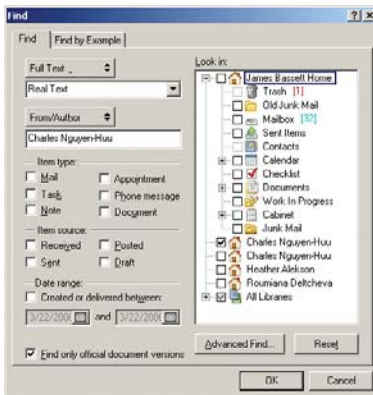 Find
Find
Find by Example
Full Text
Real Text
From/Author
Charles Nguyen-Huu
Item type:
Mail
Appointment
Task
Phone message
Note
Document
Item source:
Received
Posted
Sent
Draft
Date range:
Created or delivered between:
and
Find only official document versions
Look in:
James Bassett Home
Trash [1]
Old Junk Mail
Mailbox [32]
Sent Items
Contacts
Calendar
Checklist
Documents
Work In Progress
Cabinet
Junk Mail
Charles Nguyen-Huu
Charles Nguyen-Huu
Heather Alekson
Roumiana Deltcheva
All Libraries
Advanced Find...
Reset
OK
Cancel